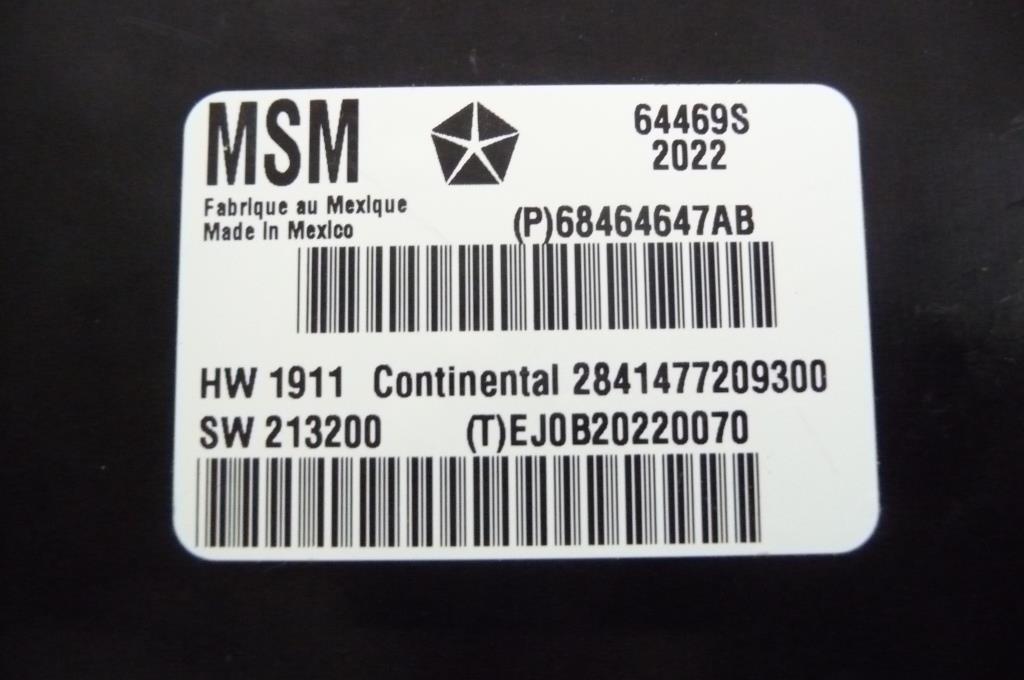 MSM
64469S
2022
Fabrique au Mexique
Made in Mexico
(P)68464647AB
HW 1911 Continental 2841477209300
SW 213200 (T)EJ0B20220070